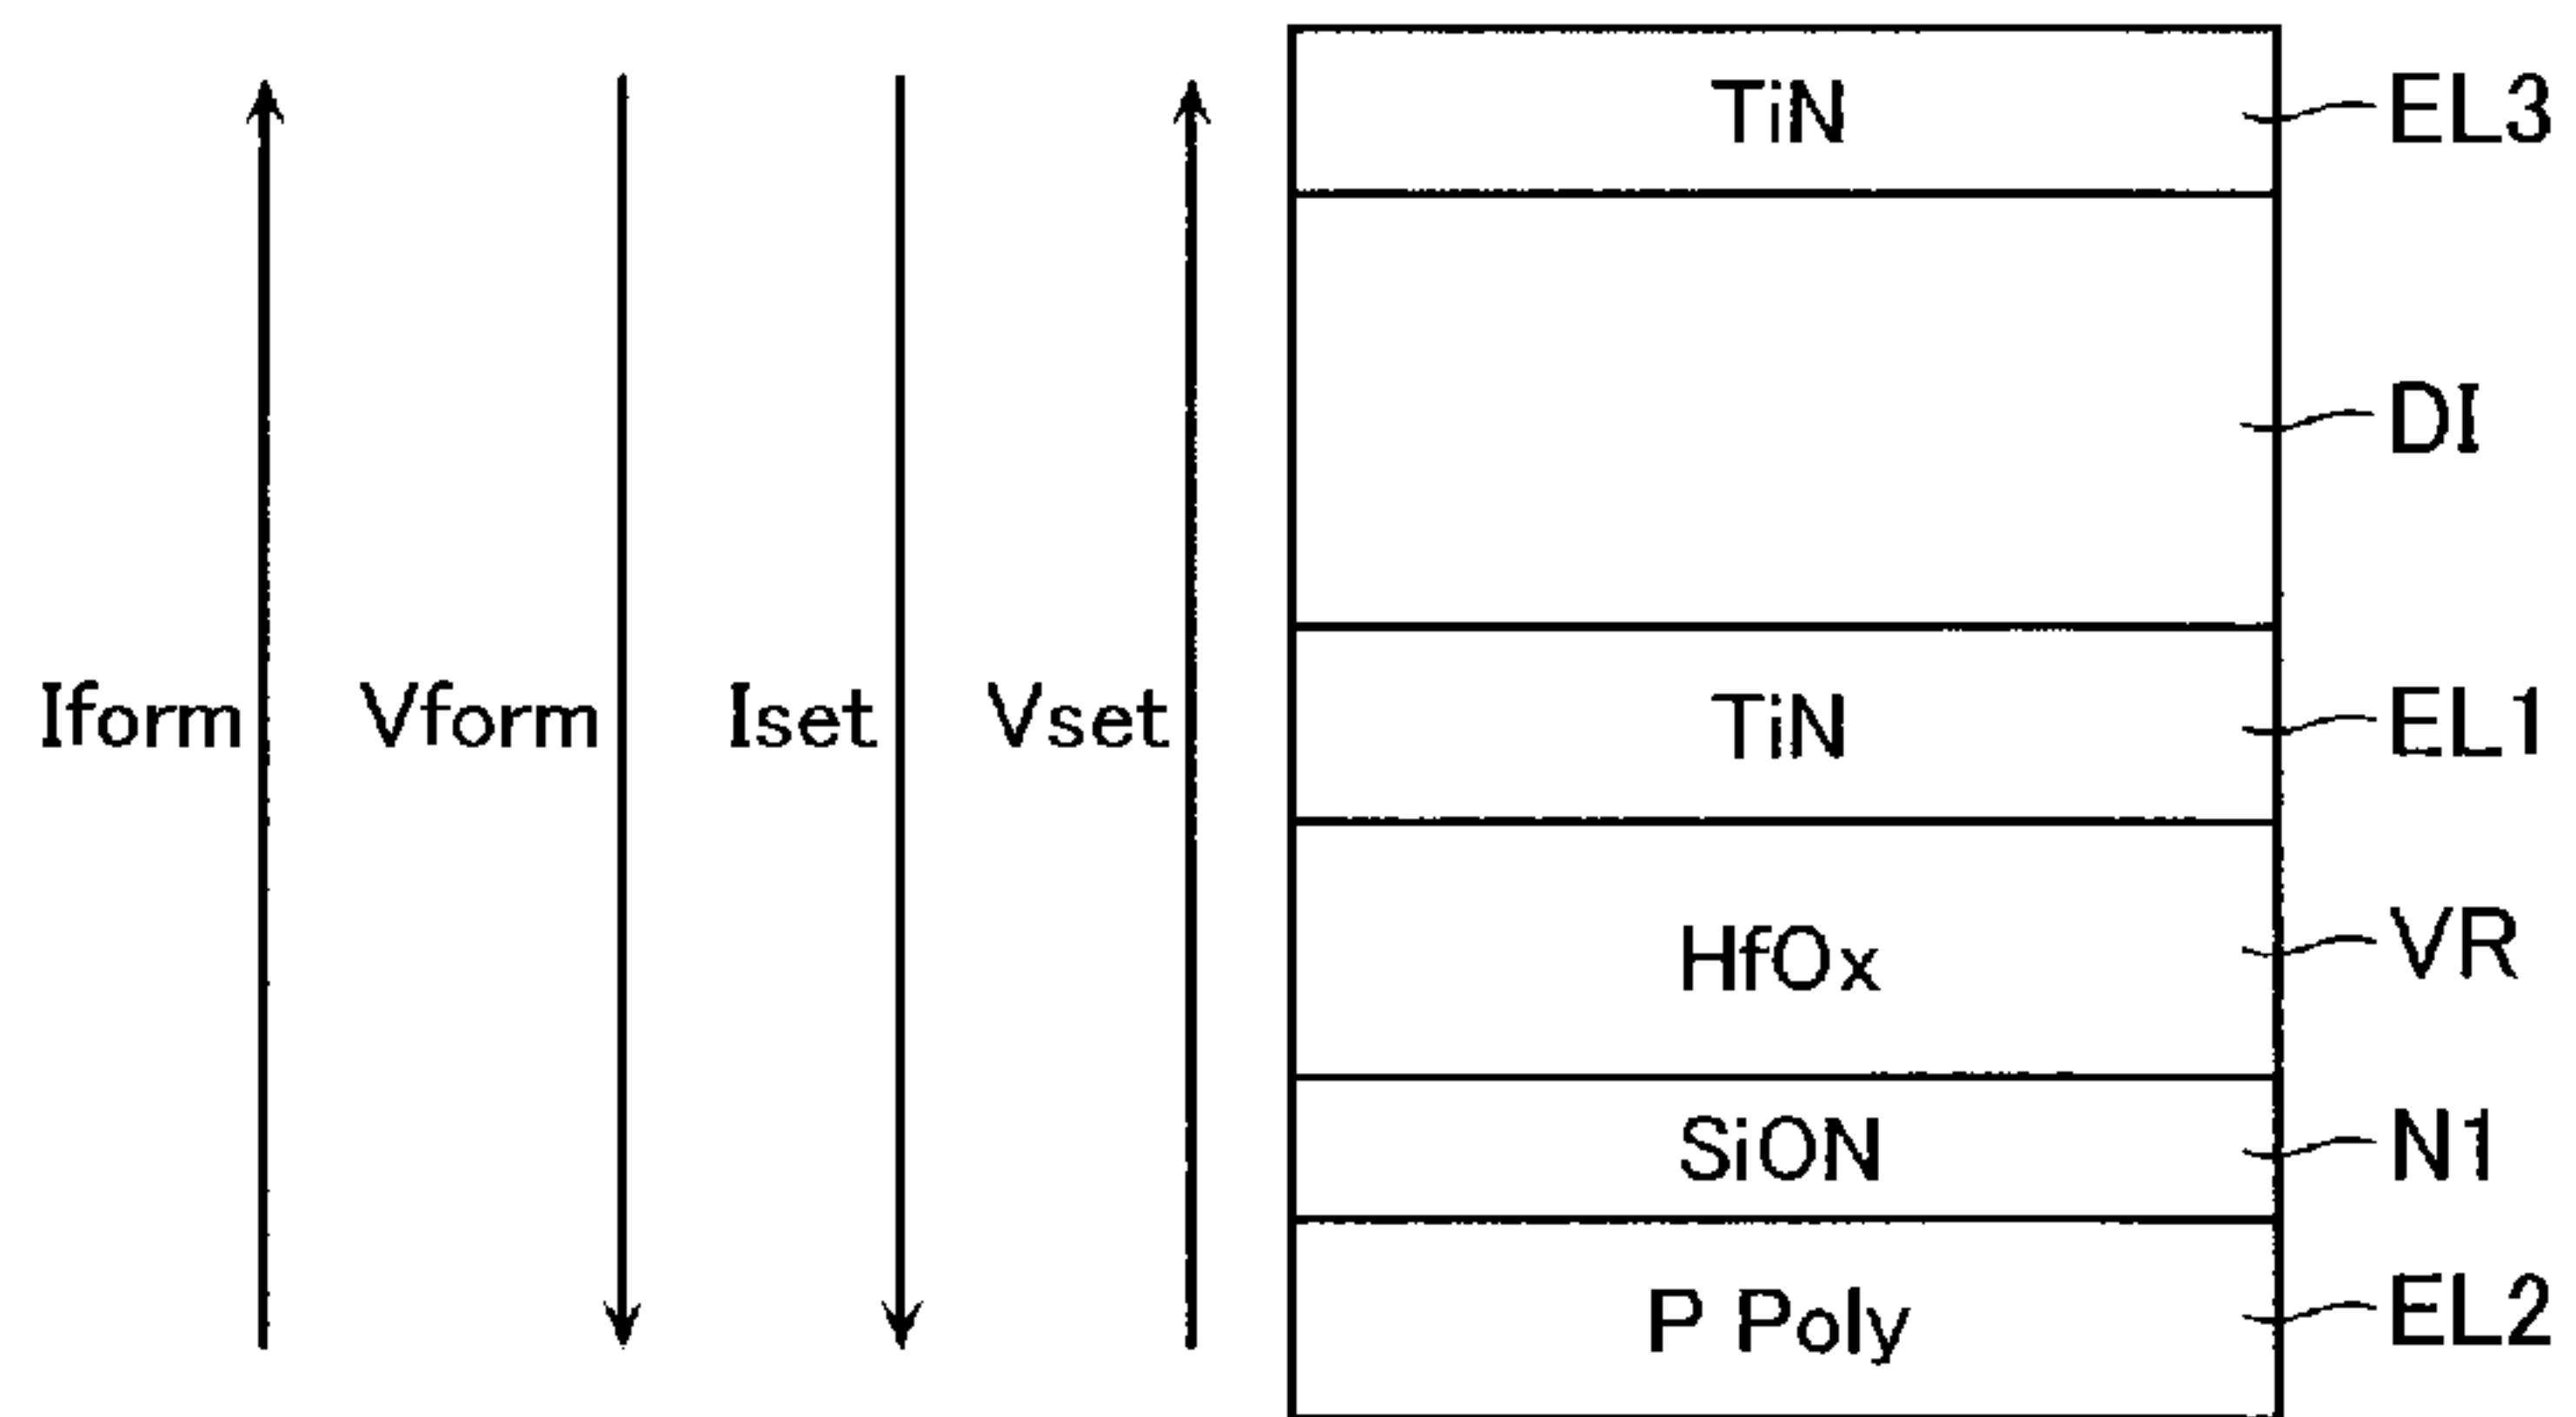 TiN EL3
DI
Iform Vform Iset Vset TiN EL1
HfOx VR
SiON N1
P Poly EL2